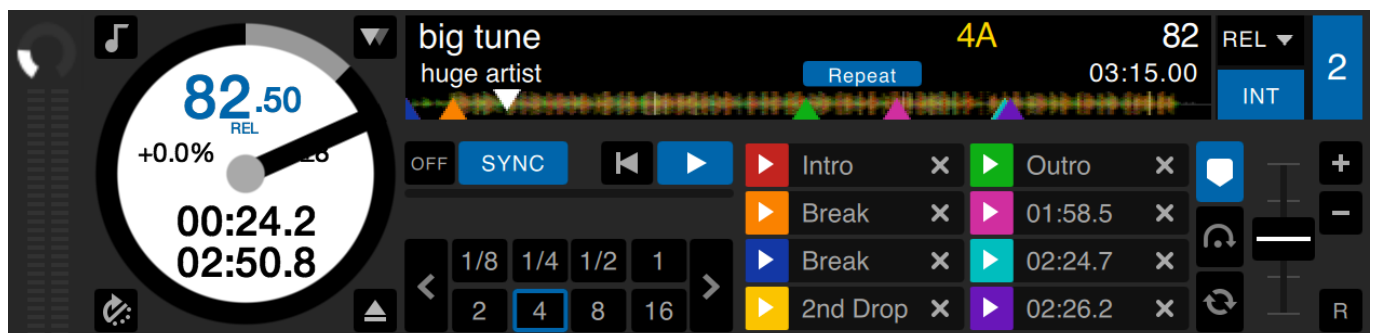 big tune 4A 82
huge artist Repeat 03:15.00
REL
INT
2
82.50
REL
+0.0%
00:24.2
02:50.8
OFF SYNC
1/8 1/4 1/2 1
2 4 8 16
Intro
Break
Break
2nd Drop
Outro
01:58.5
02:24.7
02:26.2
R